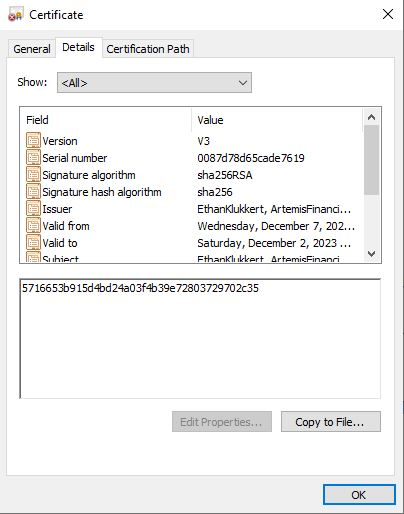 Certificate
General Details Certification Path
Show: <All>
Field Value
Version V3
Serial number 0087d78d65cade7619
Signature algorithm sha256RSA
Signature hash algorithm sha256
Issuer EthanKlukkert, ArtemisFinanci...
Valid from Wednesday, December 7, 202...
Valid to Saturday, December 2, 2023 ...
Subject EthanKlukkert, ArtemisFinanci...
5716653b915d4bd24a03f4b39e72803729702c35
Edit Properties... Copy to File...
OK